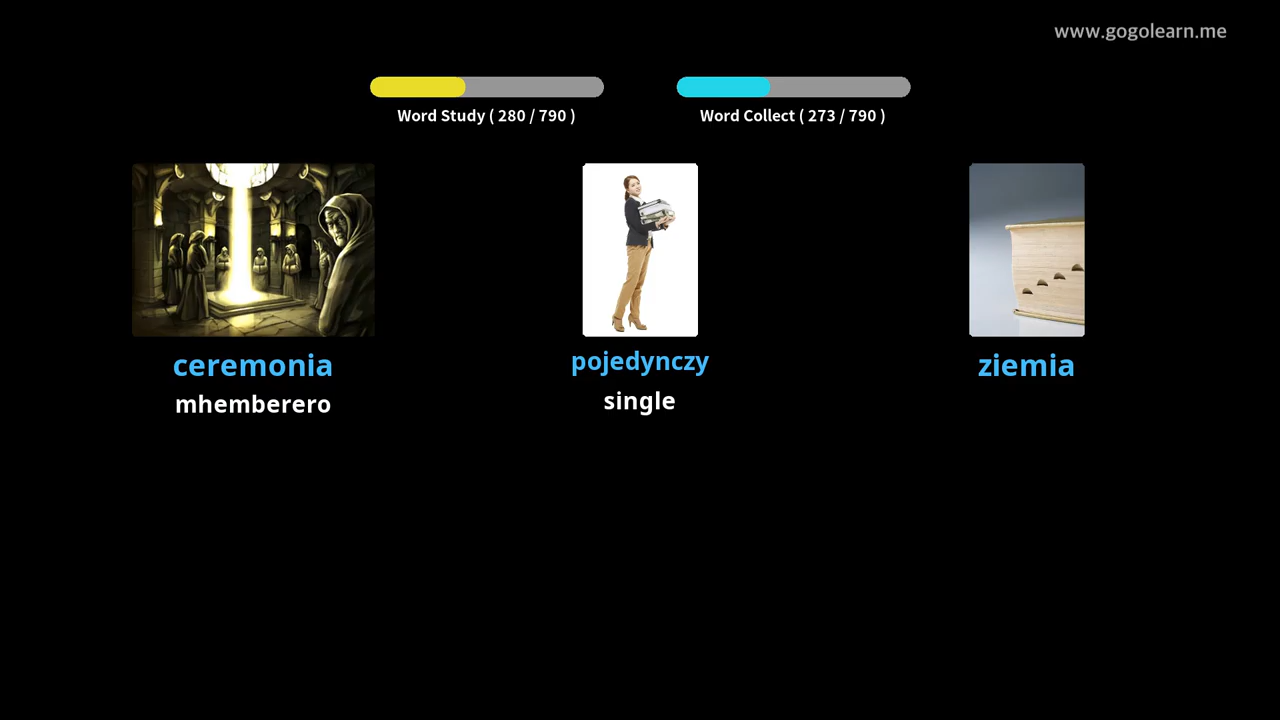 www.gogolearn.me
Word Study ( 280 / 790 )
Word Collect ( 273 / 790 )
ceremonia
mhemberero
pojedynczy
single
ziemia